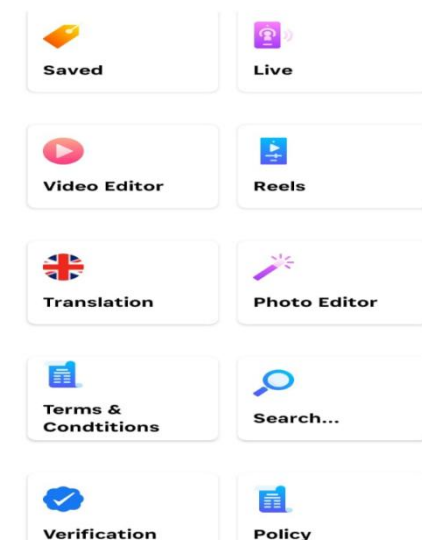 Saved
Live
Video Editor
Reels
Translation
Photo Editor
Terms &
Condtitions
Search...
Verification
Policy